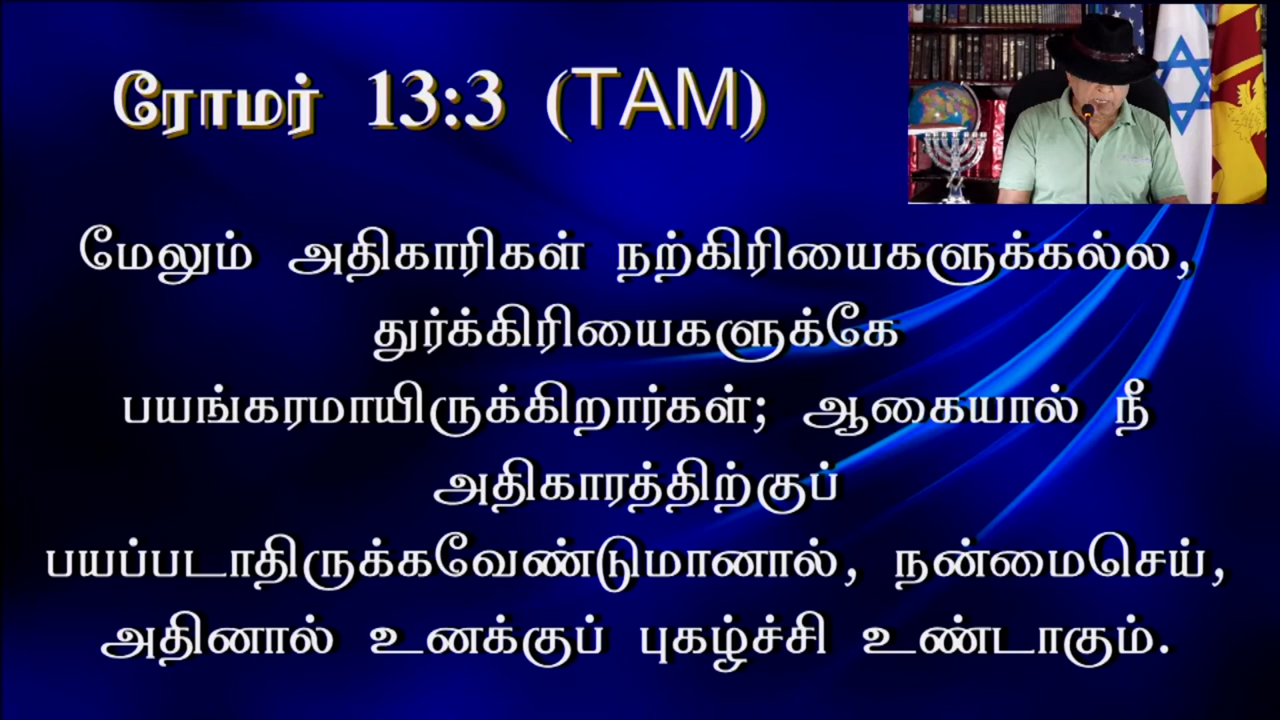 ரோமர் 13:3 (TAM)
மேலும் அதிகாரிகள் நற்கிரியைகளுக்கல்ல,
துர்க்கிரியைகளுக்கே
பயங்கரமாயிருக்கிறார்கள்; ஆகையால் நீ
அதிகாரத்திற்குப்
பயப்படாதிருக்கவேண்டுமானால், நன்மைசெய்,
அதினால் உனக்குப் புகழ்ச்சி உண்டாகும்.